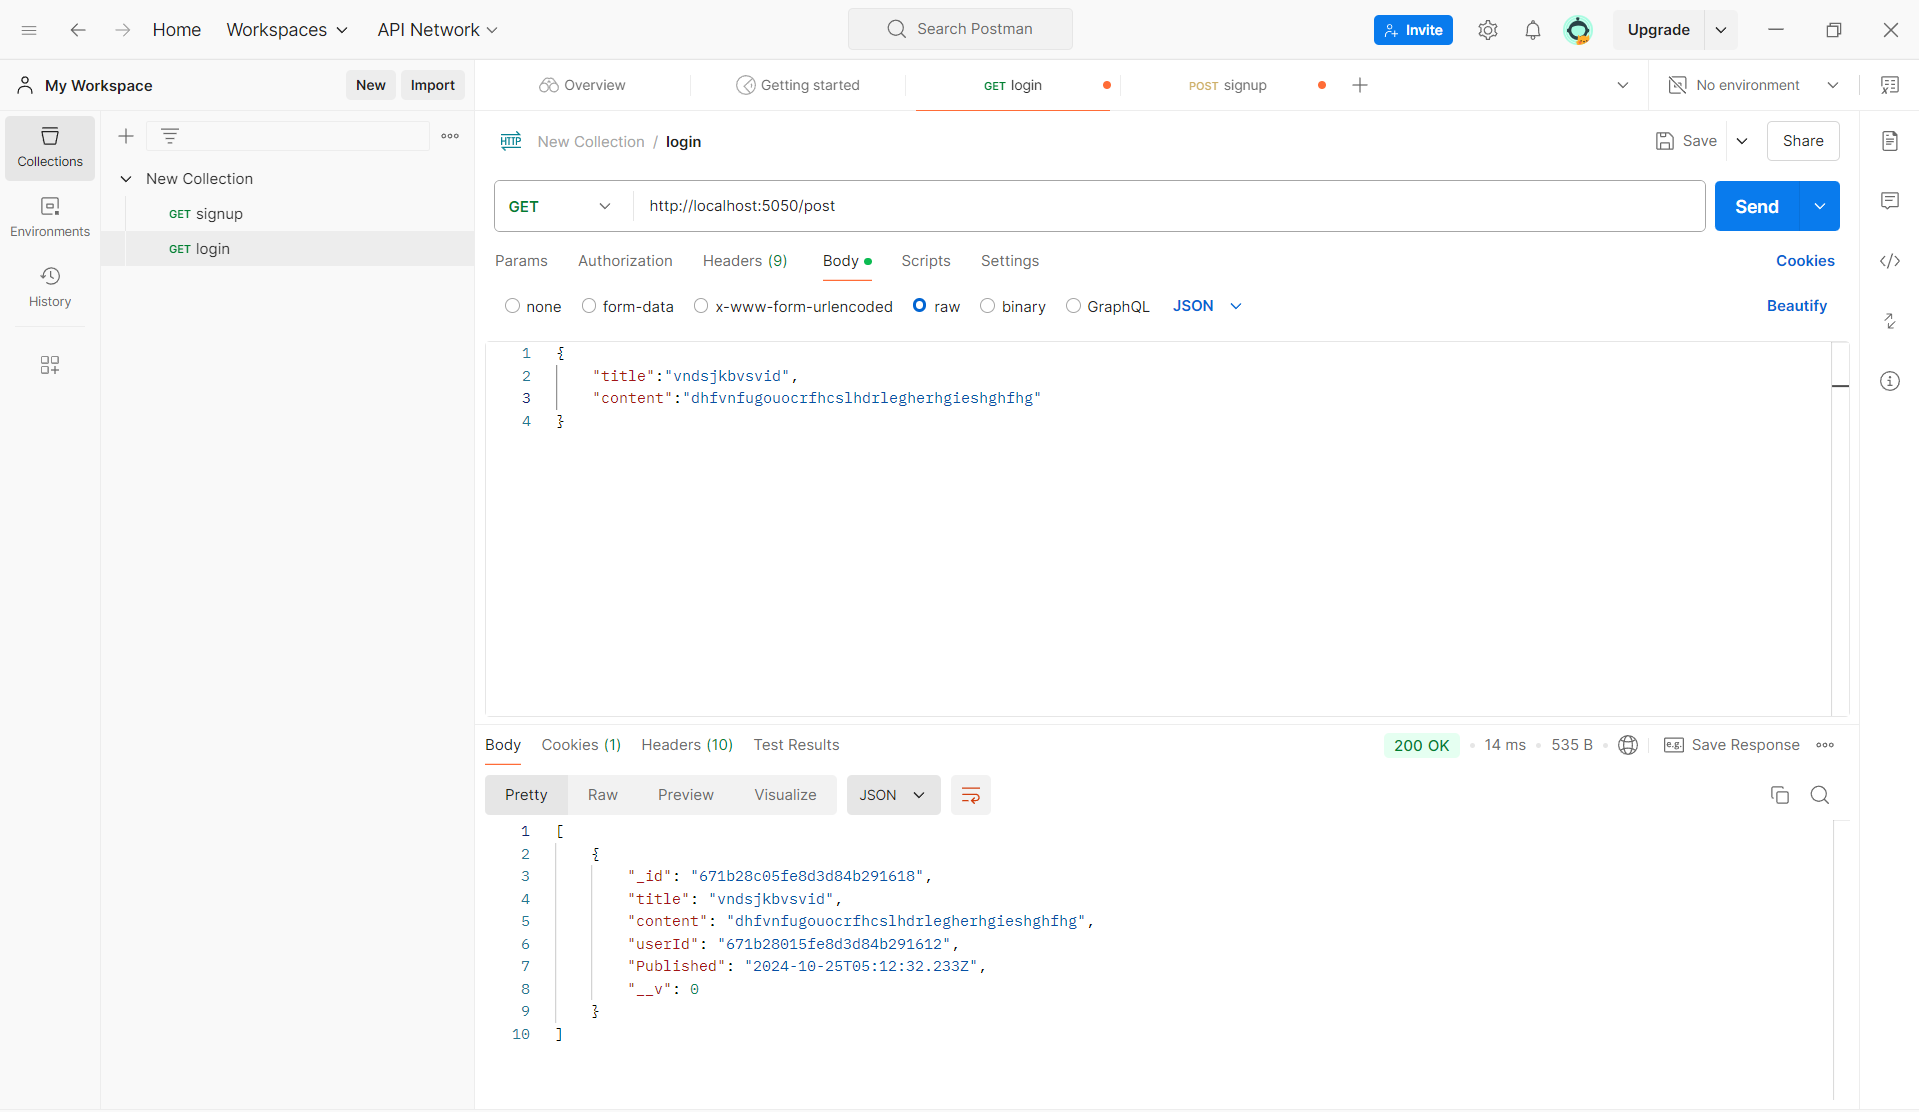 Home Workspaces API Network Search Postman Invite Upgrade
My Workspace New Import Overview Getting started GET login POST signup No environment
Collections
Environments
History
New Collection
GET signup
GET login
HTTP New Collection / login Save Share
GET http://localhost:5050/post Send
Params Authorization Headers (9) Body Scripts Settings Cookies
none form-data x-www-form-urlencoded raw binary GraphQL JSON Beautify
1 {
2 "title":"vndsjkbvsvid",
3 "content":"dhfvnfugouocrfhcslhdrlegherhgieshghfhg"
4 }
Body Cookies (1) Headers (10) Test Results 200 OK 14 ms 535 B e.g. Save Response
Pretty Raw Preview Visualize JSON
1 [
2 {
3 "_id": "671b28c05fe8d3d84b291618",
4 "title": "vndsjkbvsvid",
5 "content": "dhfvnfugouocrfhcslhdrlegherhgieshghfhg",
6 "userId": "671b28015fe8d3d84b291612",
7 "Published": "2024-10-25T05:12:32.233Z",
8 "__v": 0
9 }
10 ]